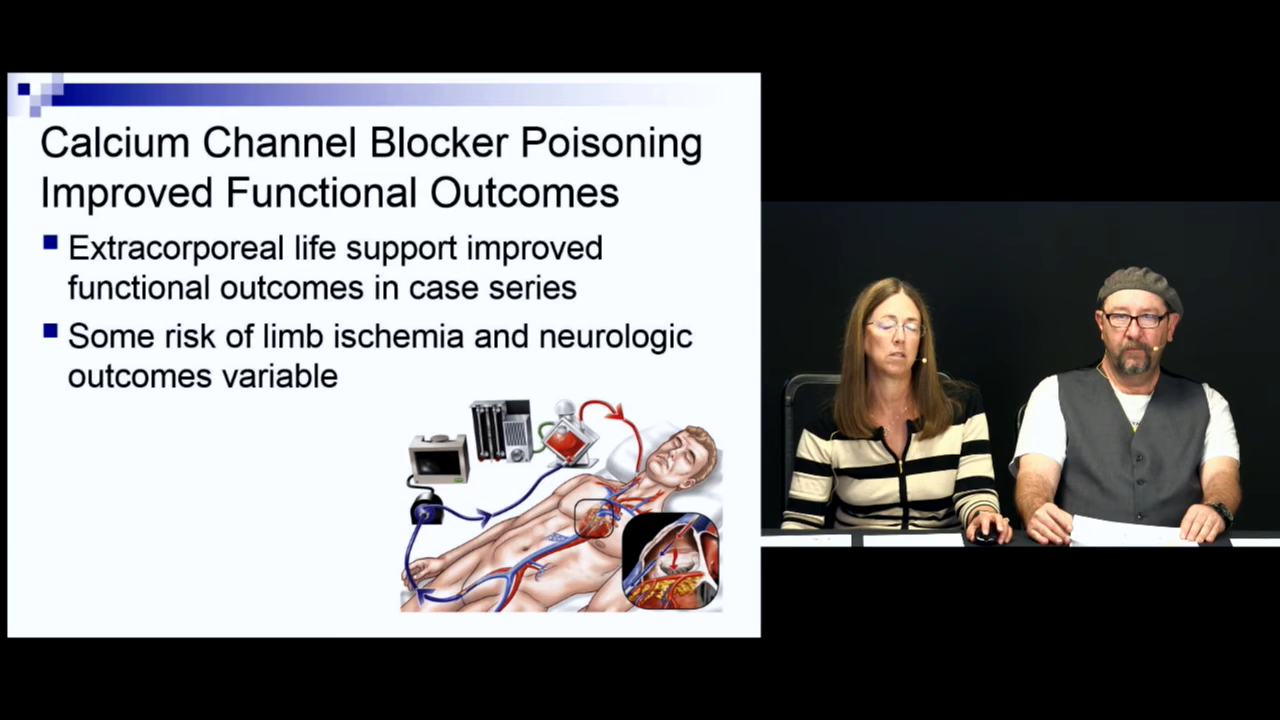 Calcium Channel Blocker Poisoning
Improved Functional Outcomes
Extracorporeal life support improved
functional outcomes in case series
Some risk of limb ischemia and neurologic
outcomes variable